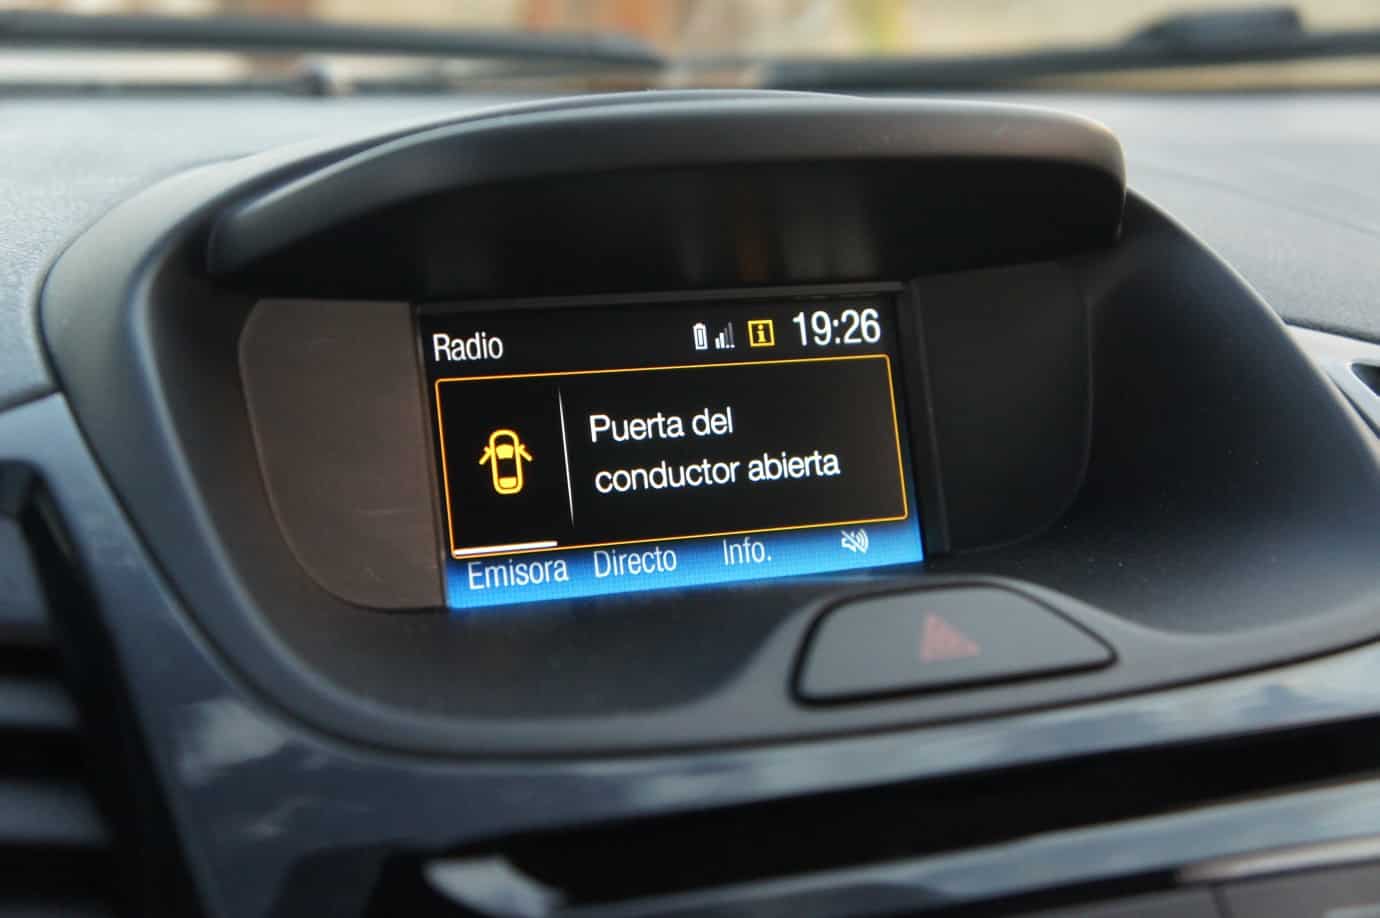 Radio 19:26
Puerta del
conductor abierta
Emisora Directo Info.